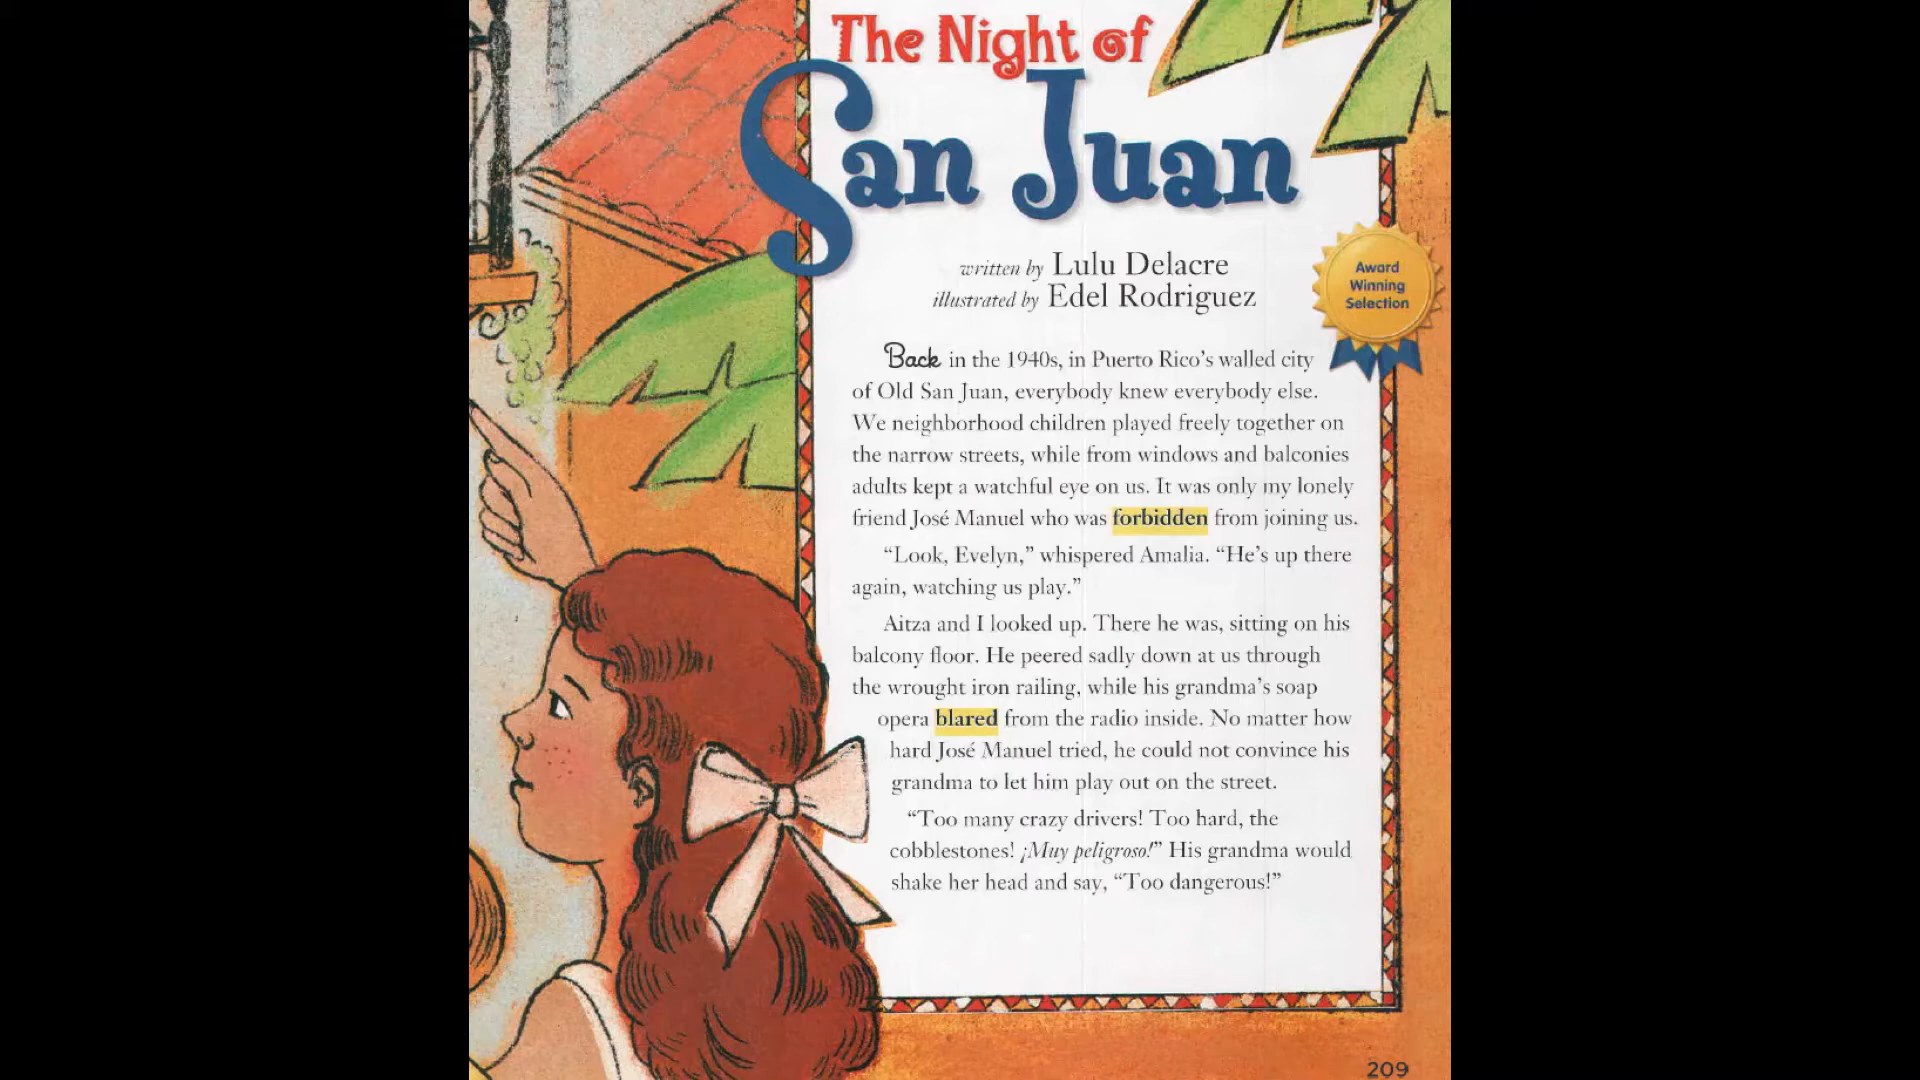 The Night of
San Juan
written by Lulu Delacre
illustrated by Edel Rodriguez
Award
Winning
Selection
Back in the 1940s, in Puerto Rico's walled city
of Old San Juan, everybody knew everybody else.
We neighborhood children played freely together on
the narrow streets, while from windows and balconies
adults kept a watchful eye on us. It was only my lonely
friend José Manuel who was forbidden from joining us.
“Look, Evelyn,” whispered Amalia. “He's up there
again, watching us play.”
Aitza and I looked up. There he was, sitting on his
balcony floor. He peered sadly down at us through
the wrought iron railing, while his grandma's soap
opera blared from the radio inside. No matter how
hard José Manuel tried, he could not convince his
grandma to let him play out on the street.
“Too many crazy drivers! Too hard, the
cobblestones! ¡Muy peligroso!” His grandma would
shake her head and say, “Too dangerous!”
209